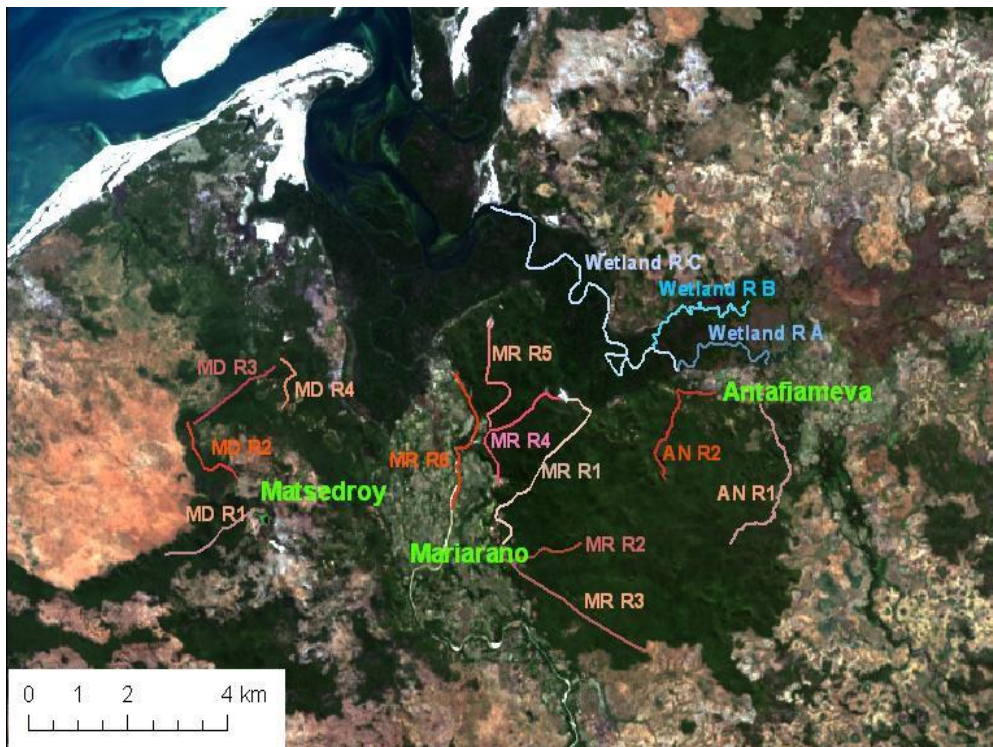 Wetland R C
Wetland R B
Wetland R A
MR R5
MD R3
MD R4
Antafiameva
MR R4
MD R2
MR R6
MR R1
AN R2
Matsedroy
AN R1
MD R1
Mariarano
MR R2
MR R3
0 1 2 4 km